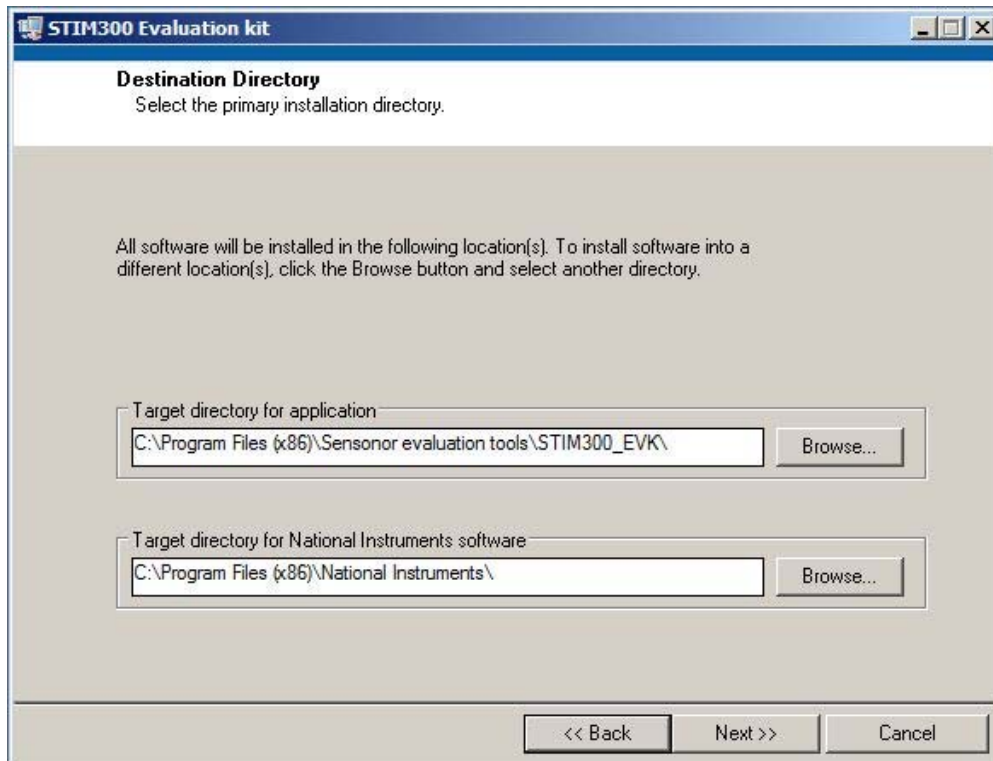 STIM300 Evaluation kit
Destination Directory
Select the primary installation directory.
All software will be installed in the following location(s). To install software into a
different location(s), click the Browse button and select another directory.
Target directory for application
C:\Program Files (x86)\Sensonor evaluation tools\STIM300_EVK\
Browse...
Target directory for National Instruments software
C:\Program Files (x86)\National Instruments\
Browse...
<< Back
Next >>
Cancel